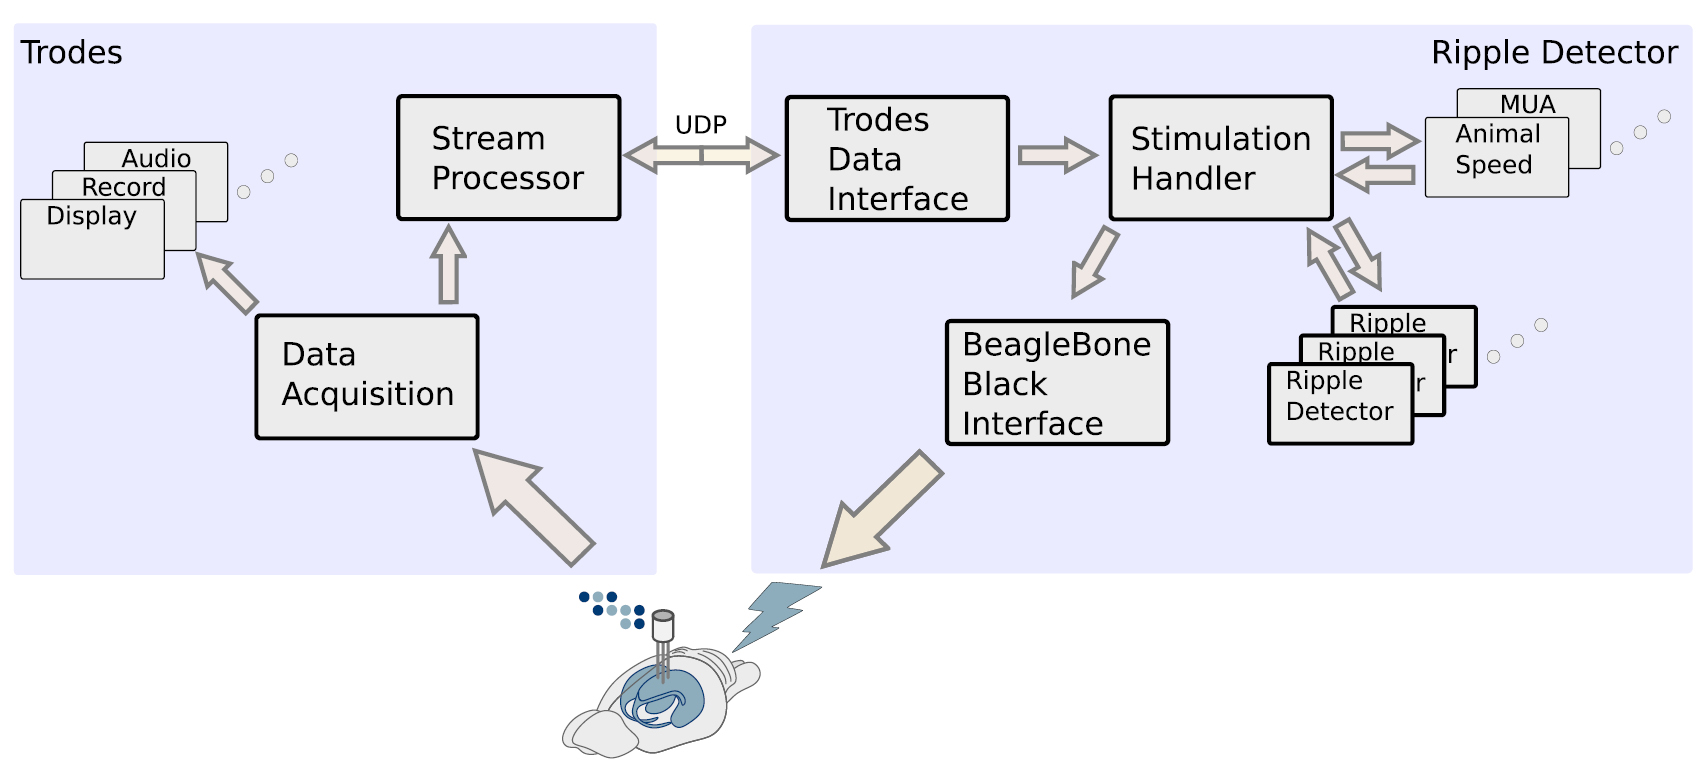 Trodes
Audio
Record
Display
Stream
Processor
Data
Acquisition
UDP
Ripple Detector
Trodes
Data
Interface
Stimulation
Handler
MUA
Animal
Speed
BeagleBone
Black
Interface
Ripple
r
Ripple
r
Ripple
Detector